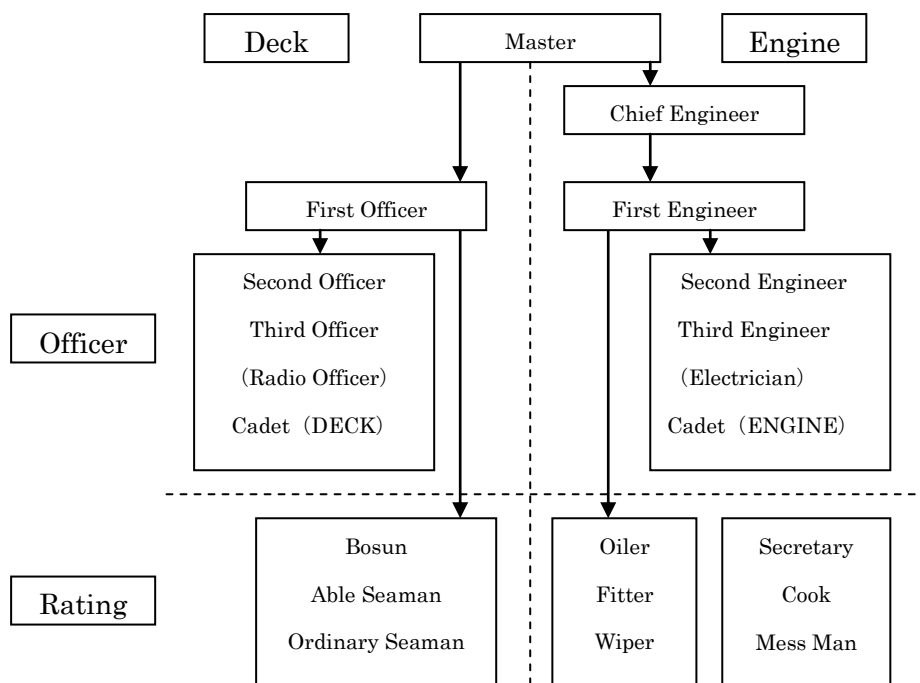 Deck
Master
Engine
Chief Engineer
First Officer
First Engineer
Officer
Second Officer
Third Officer
（Radio Officer）
Cadet（DECK）
Second Engineer
Third Engineer
（Electrician）
Cadet（ENGINE）
Rating
Bosun
Able Seaman
Ordinary Seaman
Oiler
Fitter
Wiper
Secretary
Cook
Mess Man